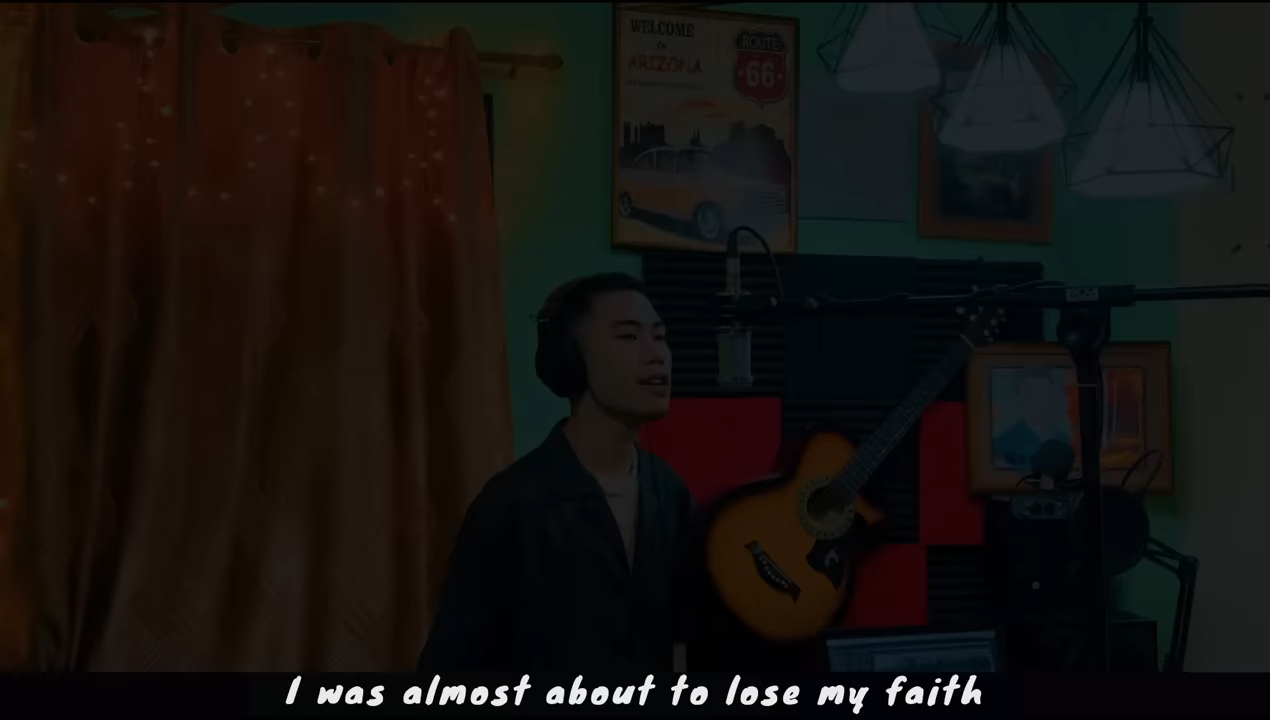 WELCOME
to
ARIZONA
ROUTE
66
I was almost about to lose my faith